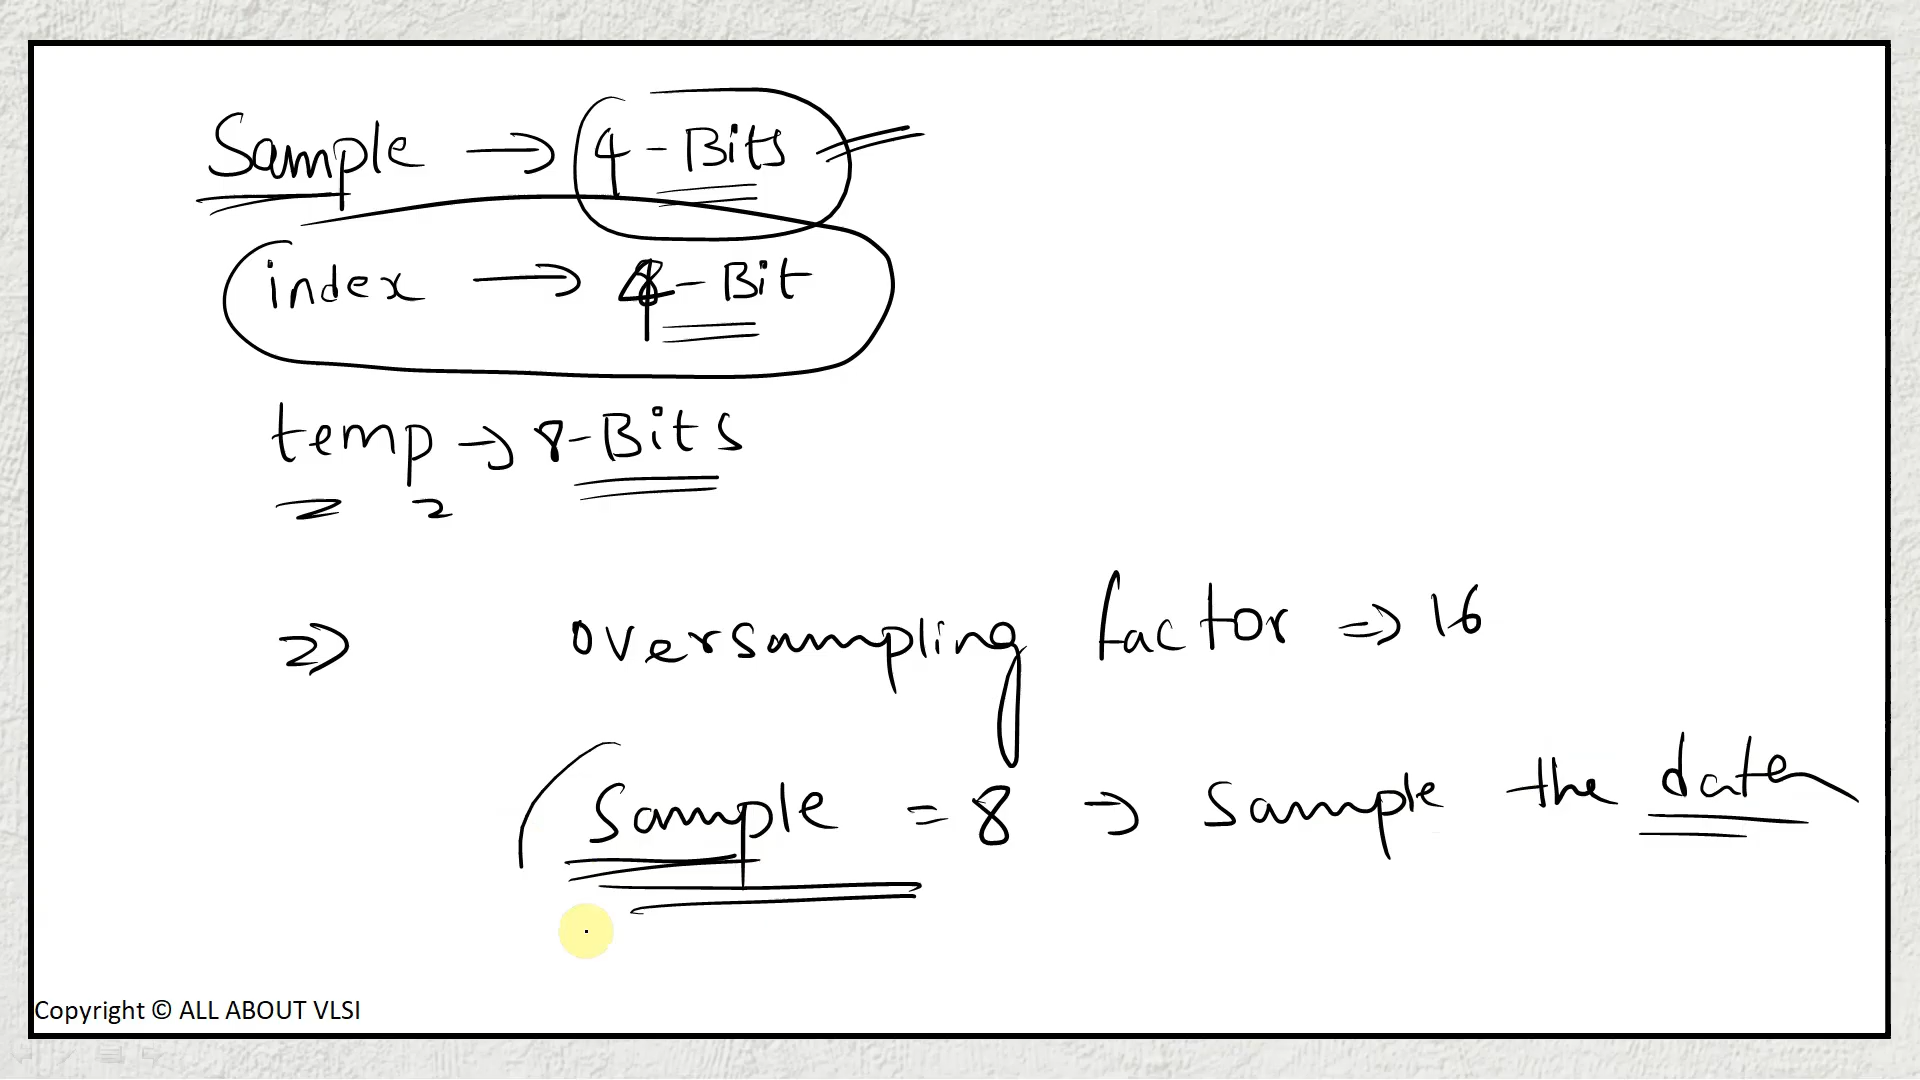 Sample → 4 - Bits
index → 4 - Bit
temp → 8 - Bits
⇒ oversampling factor ⇒ 16
Sample = 8 → Sample the data
Copyright © ALL ABOUT VLSI